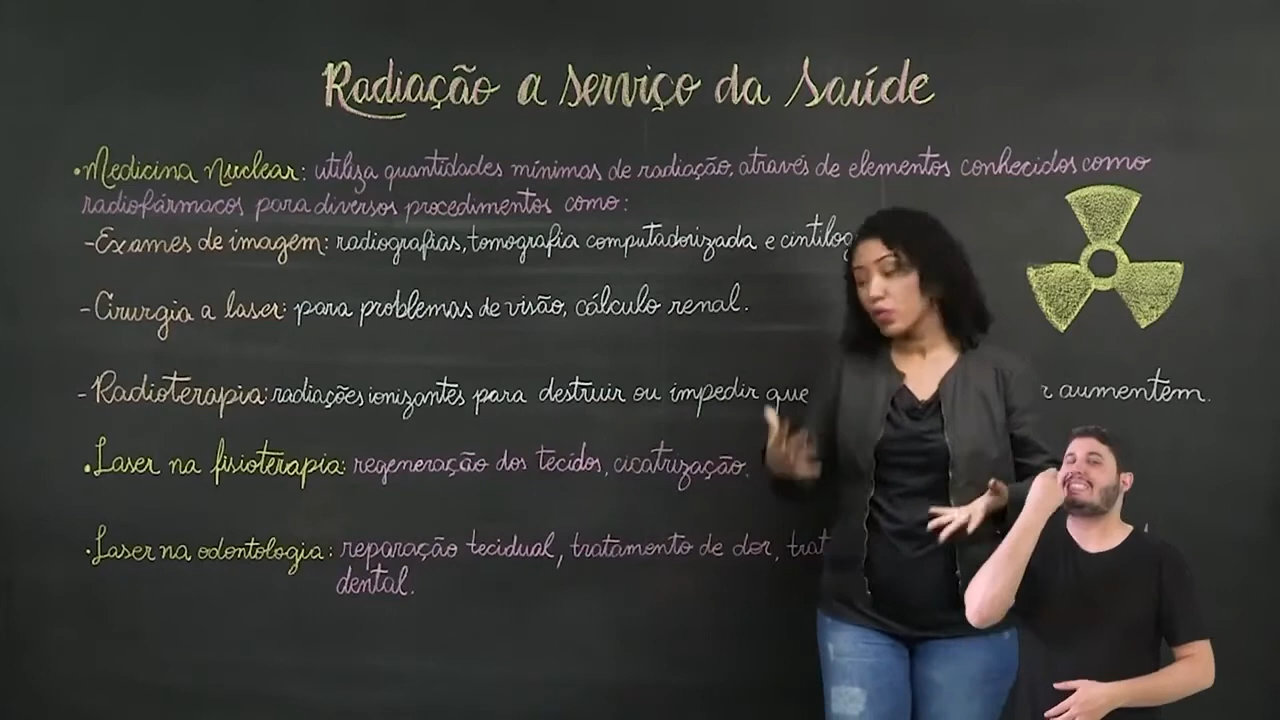 Radiação a serviço da Saúde
•Medicina Nuclear: utiliza quantidades mínimas de radiação, através de elementos conhecidos como
radiofármacos para diversos procedimentos como:
-Exames de imagem: radiografias, tomografia computadorizada e
-Cirurgia a laser: para problemas de visão, cálculo renal.
-Radioterapia: radiações ionizantes para destruir ou impedir que aumentem.
•Laser na fisioterapia: regeneração dos tecidos, cicatrização,
•Laser na odontologia: reparação tecidual, tratamento de dor,
dental.